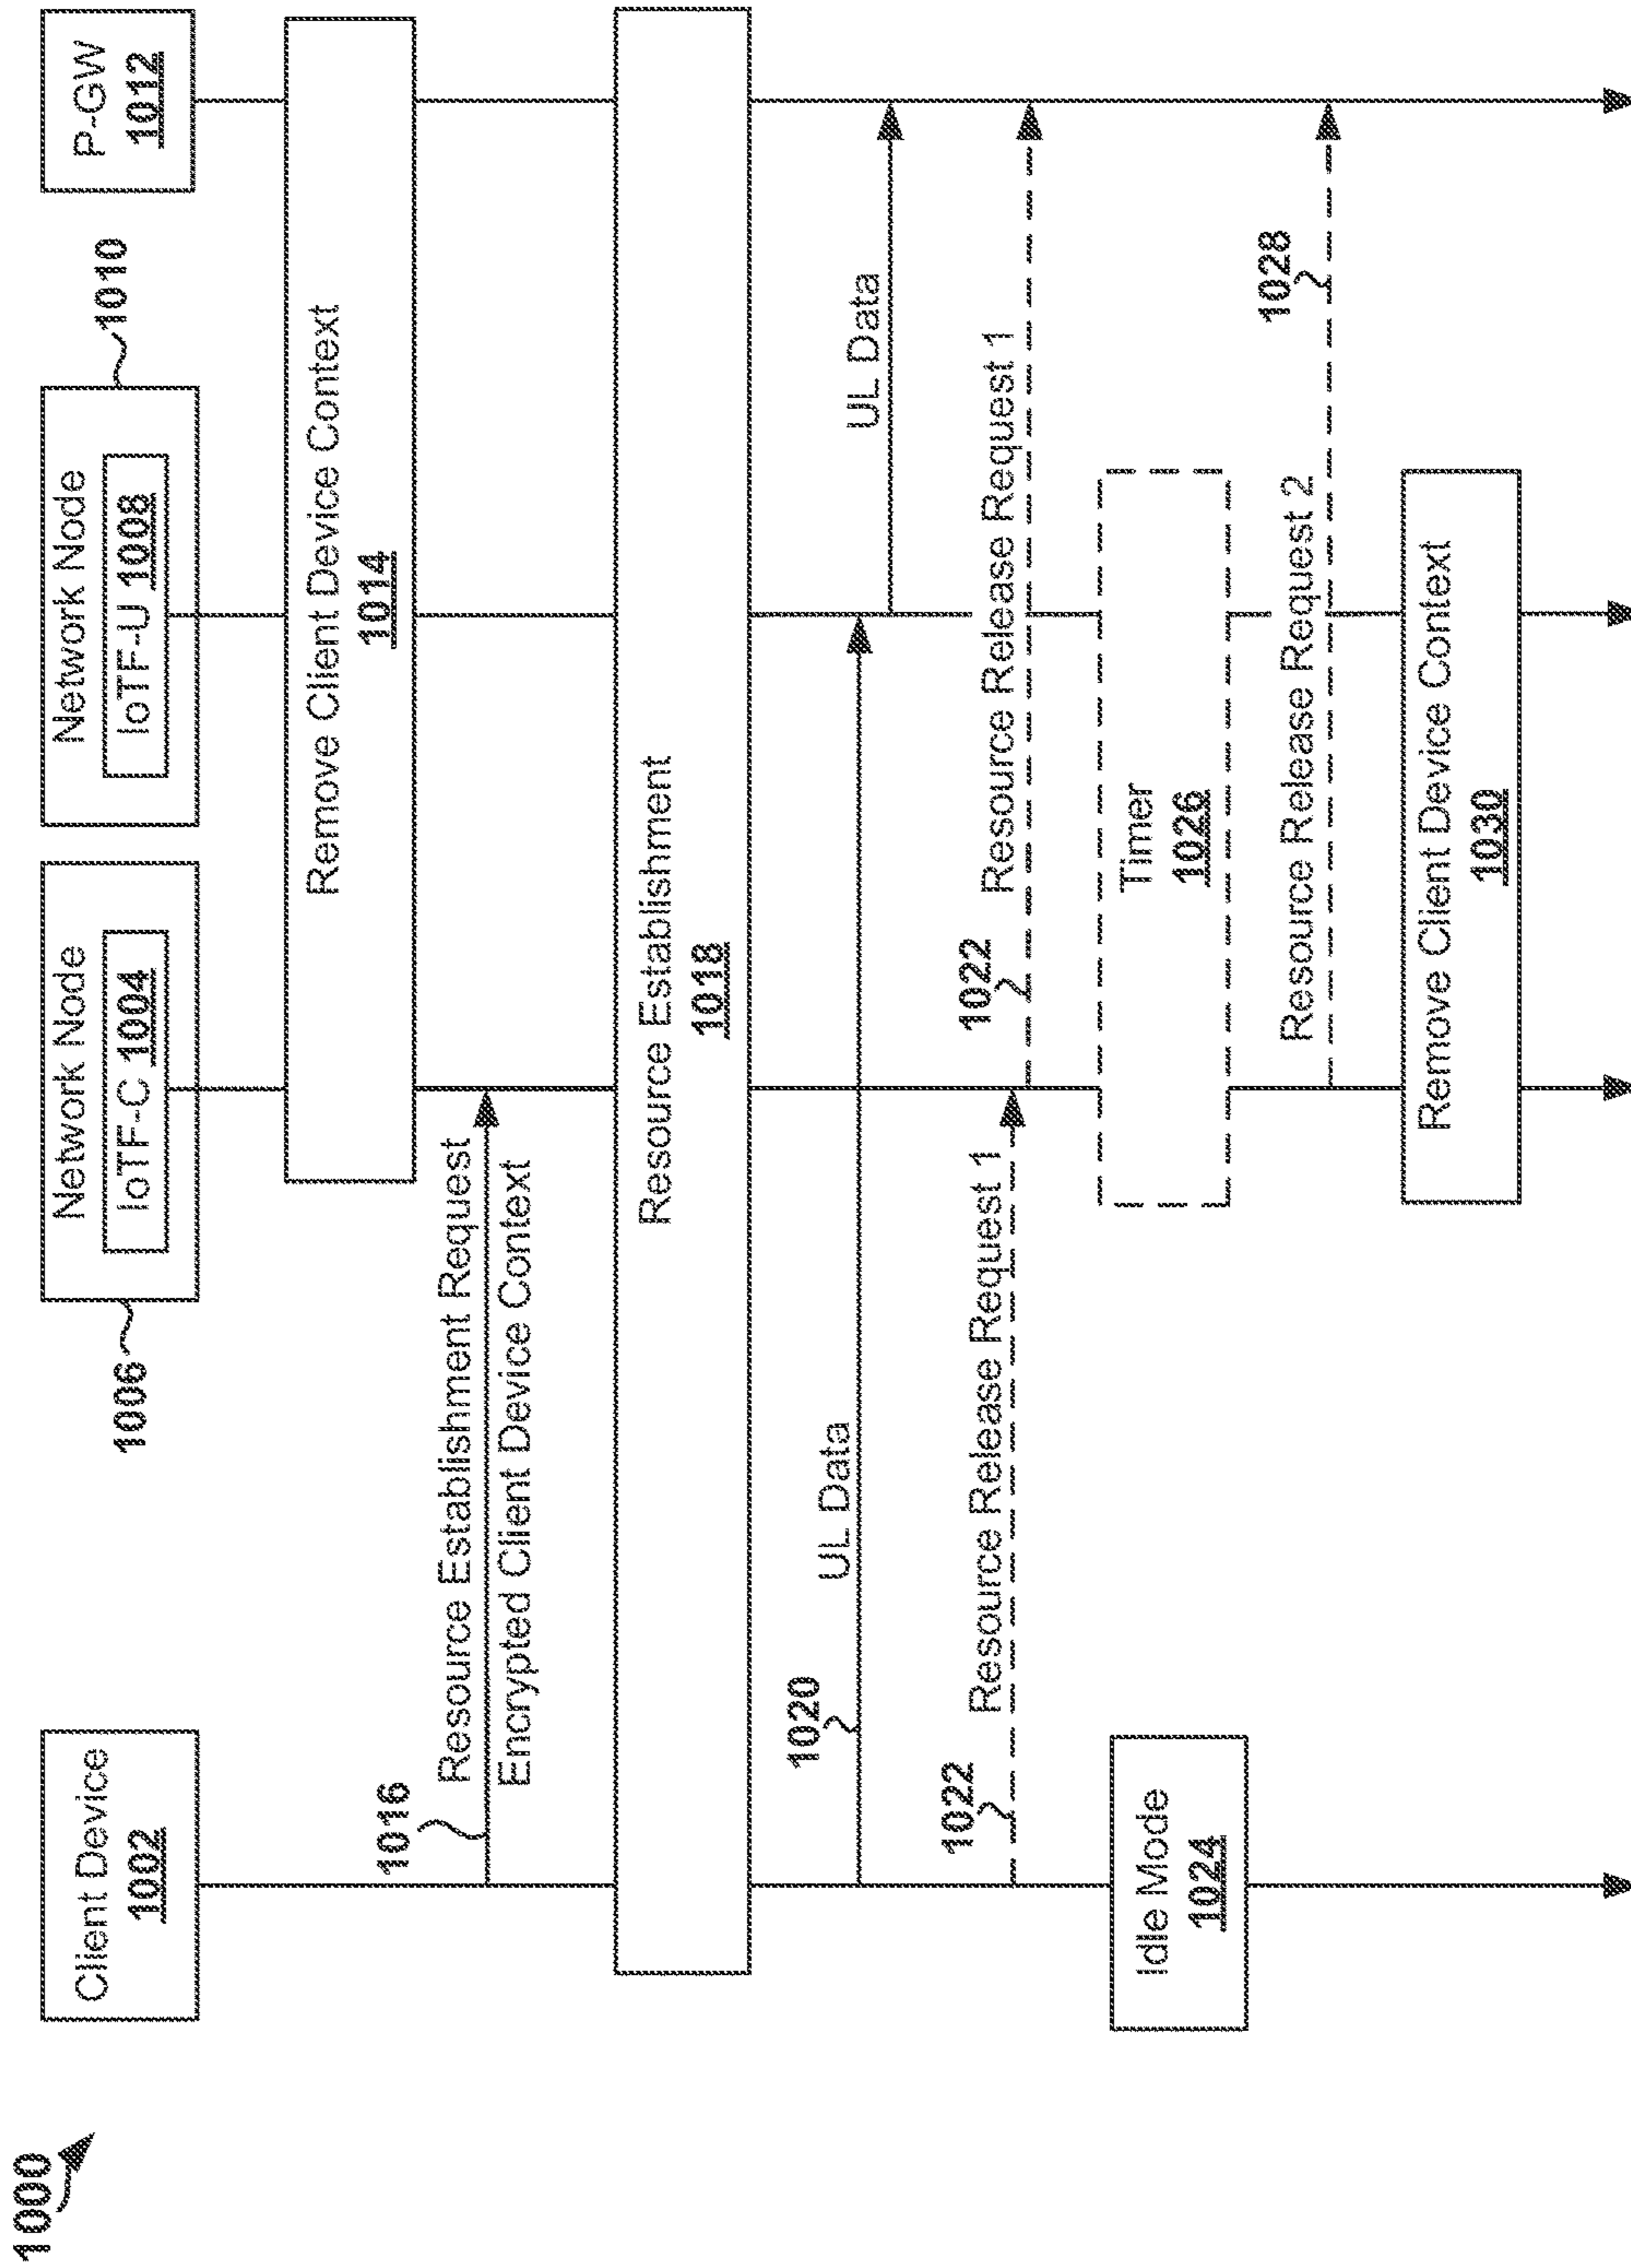 1000
Client Device
1002
1006
Network Node
IoTF-C 1004
Network Node
IoTF-U 1008
1010
P-GW
1012
Remove Client Device Context
1014
1016
Resource Establishment Request
Encrypted Client Device Context
Resource Establishment
1018
1020
UL Data
UL Data
1022
Resource Release Request 1
1022
Resource Release Request 1
Idle Mode
1024
Timer
1026
Resource Release Request 2
1028
Remove Client Device Context
1030